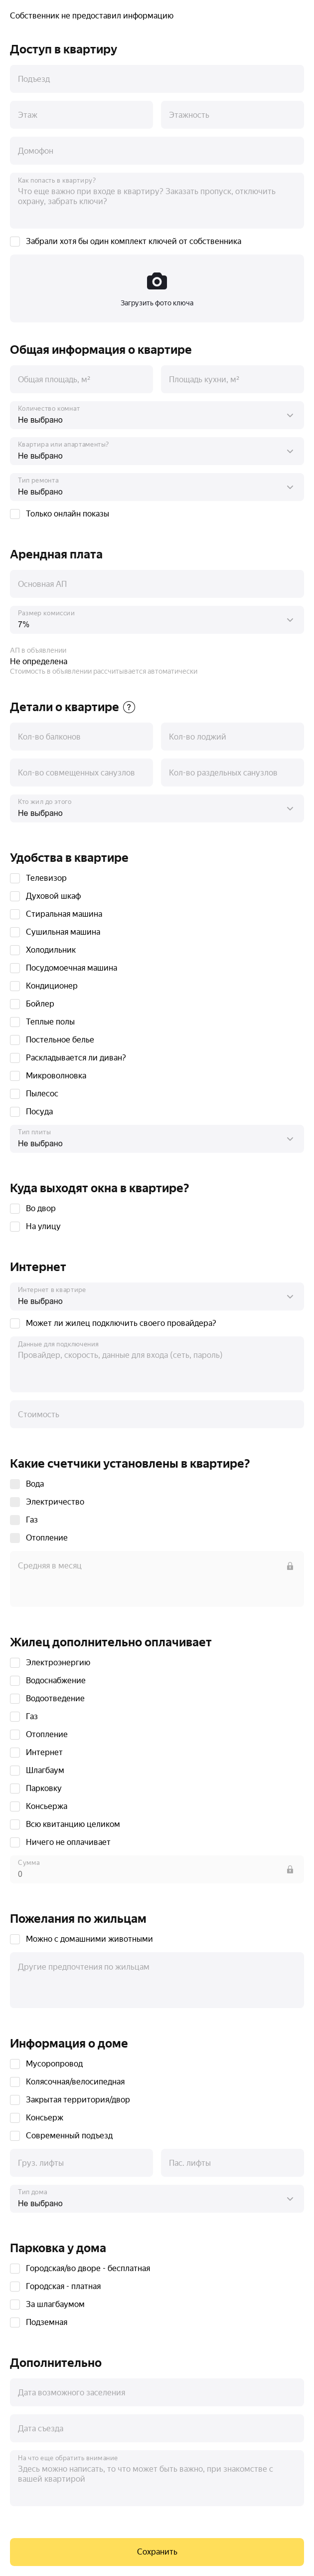 Собственник не предоставил информацию
Доступ в квартиру
Подъезд
Этаж
Этажность
Домофон
Как попасть в квартиру?
Что еще важно при входе в квартиру? Заказать пропуск, отключить
охрану, забрать ключи?
Забрали хотя бы один комплект ключей от собственника
Загрузить фото ключа
Общая информация о квартире
Общая площадь, м²
Площадь кухни, м²
Количество комнат
Не выбрано
Квартира или апартаменты?
Не выбрано
Тип ремонта
Не выбрано
Только онлайн показы
Арендная плата
Основная АП
Размер комиссии
7%
АП в объявлении
Не определена
Стоимость в объявлении рассчитывается автоматически
Детали о квартире ?
Кол-во балконов
Кол-во лоджий
Кол-во совмещенных санузлов
Кол-во раздельных санузлов
Кто жил до этого
Не выбрано
Удобства в квартире
Телевизор
Духовой шкаф
Стиральная машина
Сушильная машина
Холодильник
Посудомоечная машина
Кондиционер
Бойлер
Теплые полы
Постельное белье
Раскладывается ли диван?
Микроволновка
Пылесос
Посуда
Тип плиты
Не выбрано
Куда выходят окна в квартире?
Во двор
На улицу
Интернет
Интернет в квартире
Не выбрано
Может ли жилец подключить своего провайдера?
Данные для подключения
Провайдер, скорость, данные для входа (сеть, пароль)
Стоимость
Какие счетчики установлены в квартире?
Вода
Электричество
Газ
Отопление
Средняя в месяц
Жилец дополнительно оплачивает
Электроэнергию
Водоснабжение
Водоотведение
Газ
Отопление
Интернет
Шлагбаум
Парковку
Консьержа
Всю квитанцию целиком
Ничего не оплачивает
Сумма
0
Пожелания по жильцам
Можно с домашними животными
Другие предпочтения по жильцам
Информация о доме
Мусоропровод
Колясочная/велосипедная
Закрытая территория/двор
Консьерж
Современный подъезд
Груз. лифты
Пас. лифты
Тип дома
Не выбрано
Парковка у дома
Городская/во дворе - бесплатная
Городская - платная
За шлагбаумом
Подземная
Дополнительно
Дата возможного заселения
Дата съезда
На что еще обратить внимание
Здесь можно написать, то что может быть важно, при знакомстве с
вашей квартирой
Сохранить